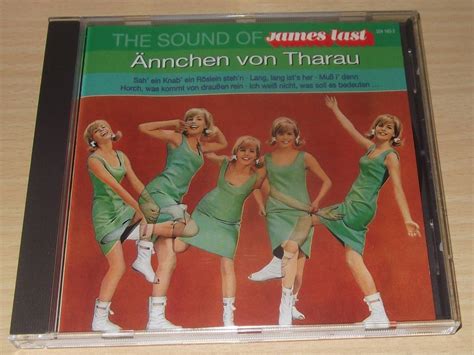 THE SOUND OF James Last
Ännchen von Tharau
Sah' ein Knab' ein Röslein steh'n · Lang, lang ist's her · Muß I' denn
Horch, was kommt von draußen rein · Ich weiß nicht, was soll es bedeuten ...